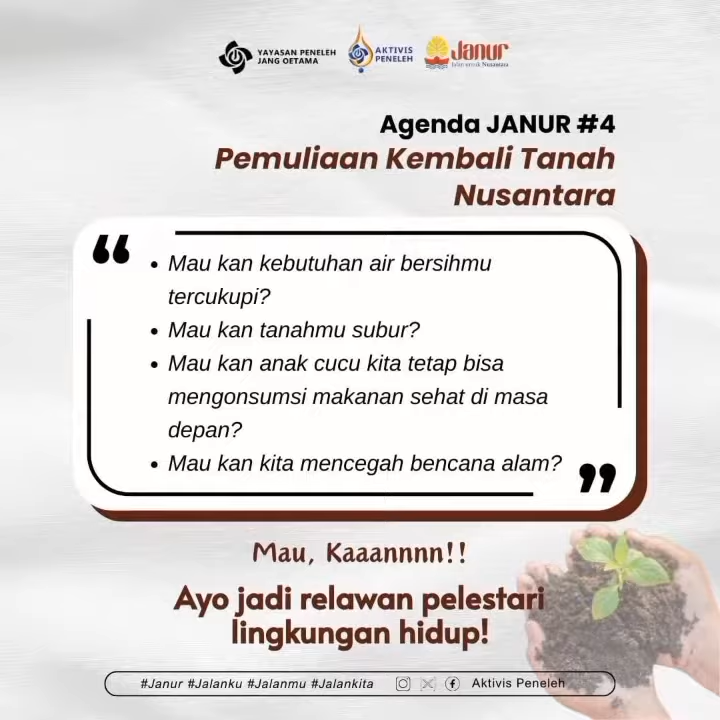 YAYASAN PENELEH
JANG OETAMA
AKTIVIS
PENELEH
Janur
Jalan untuk Nusantara
Agenda JANUR #4
Pemuliaan Kembali Tanah
Nusantara
“
• Mau kan kebutuhan air bersihmu
tercukupi?
• Mau kan tanahmu subur?
• Mau kan anak cucu kita tetap bisa
mengonsumsi makanan sehat di masa
depan?
• Mau kan kita mencegah bencana alam?
”
Mau, Kaaannnn!!
Ayo jadi relawan pelestari
lingkungan hidup!
#Janur #Jalanku #Jalanmu #Jalankita Aktivis Peneleh